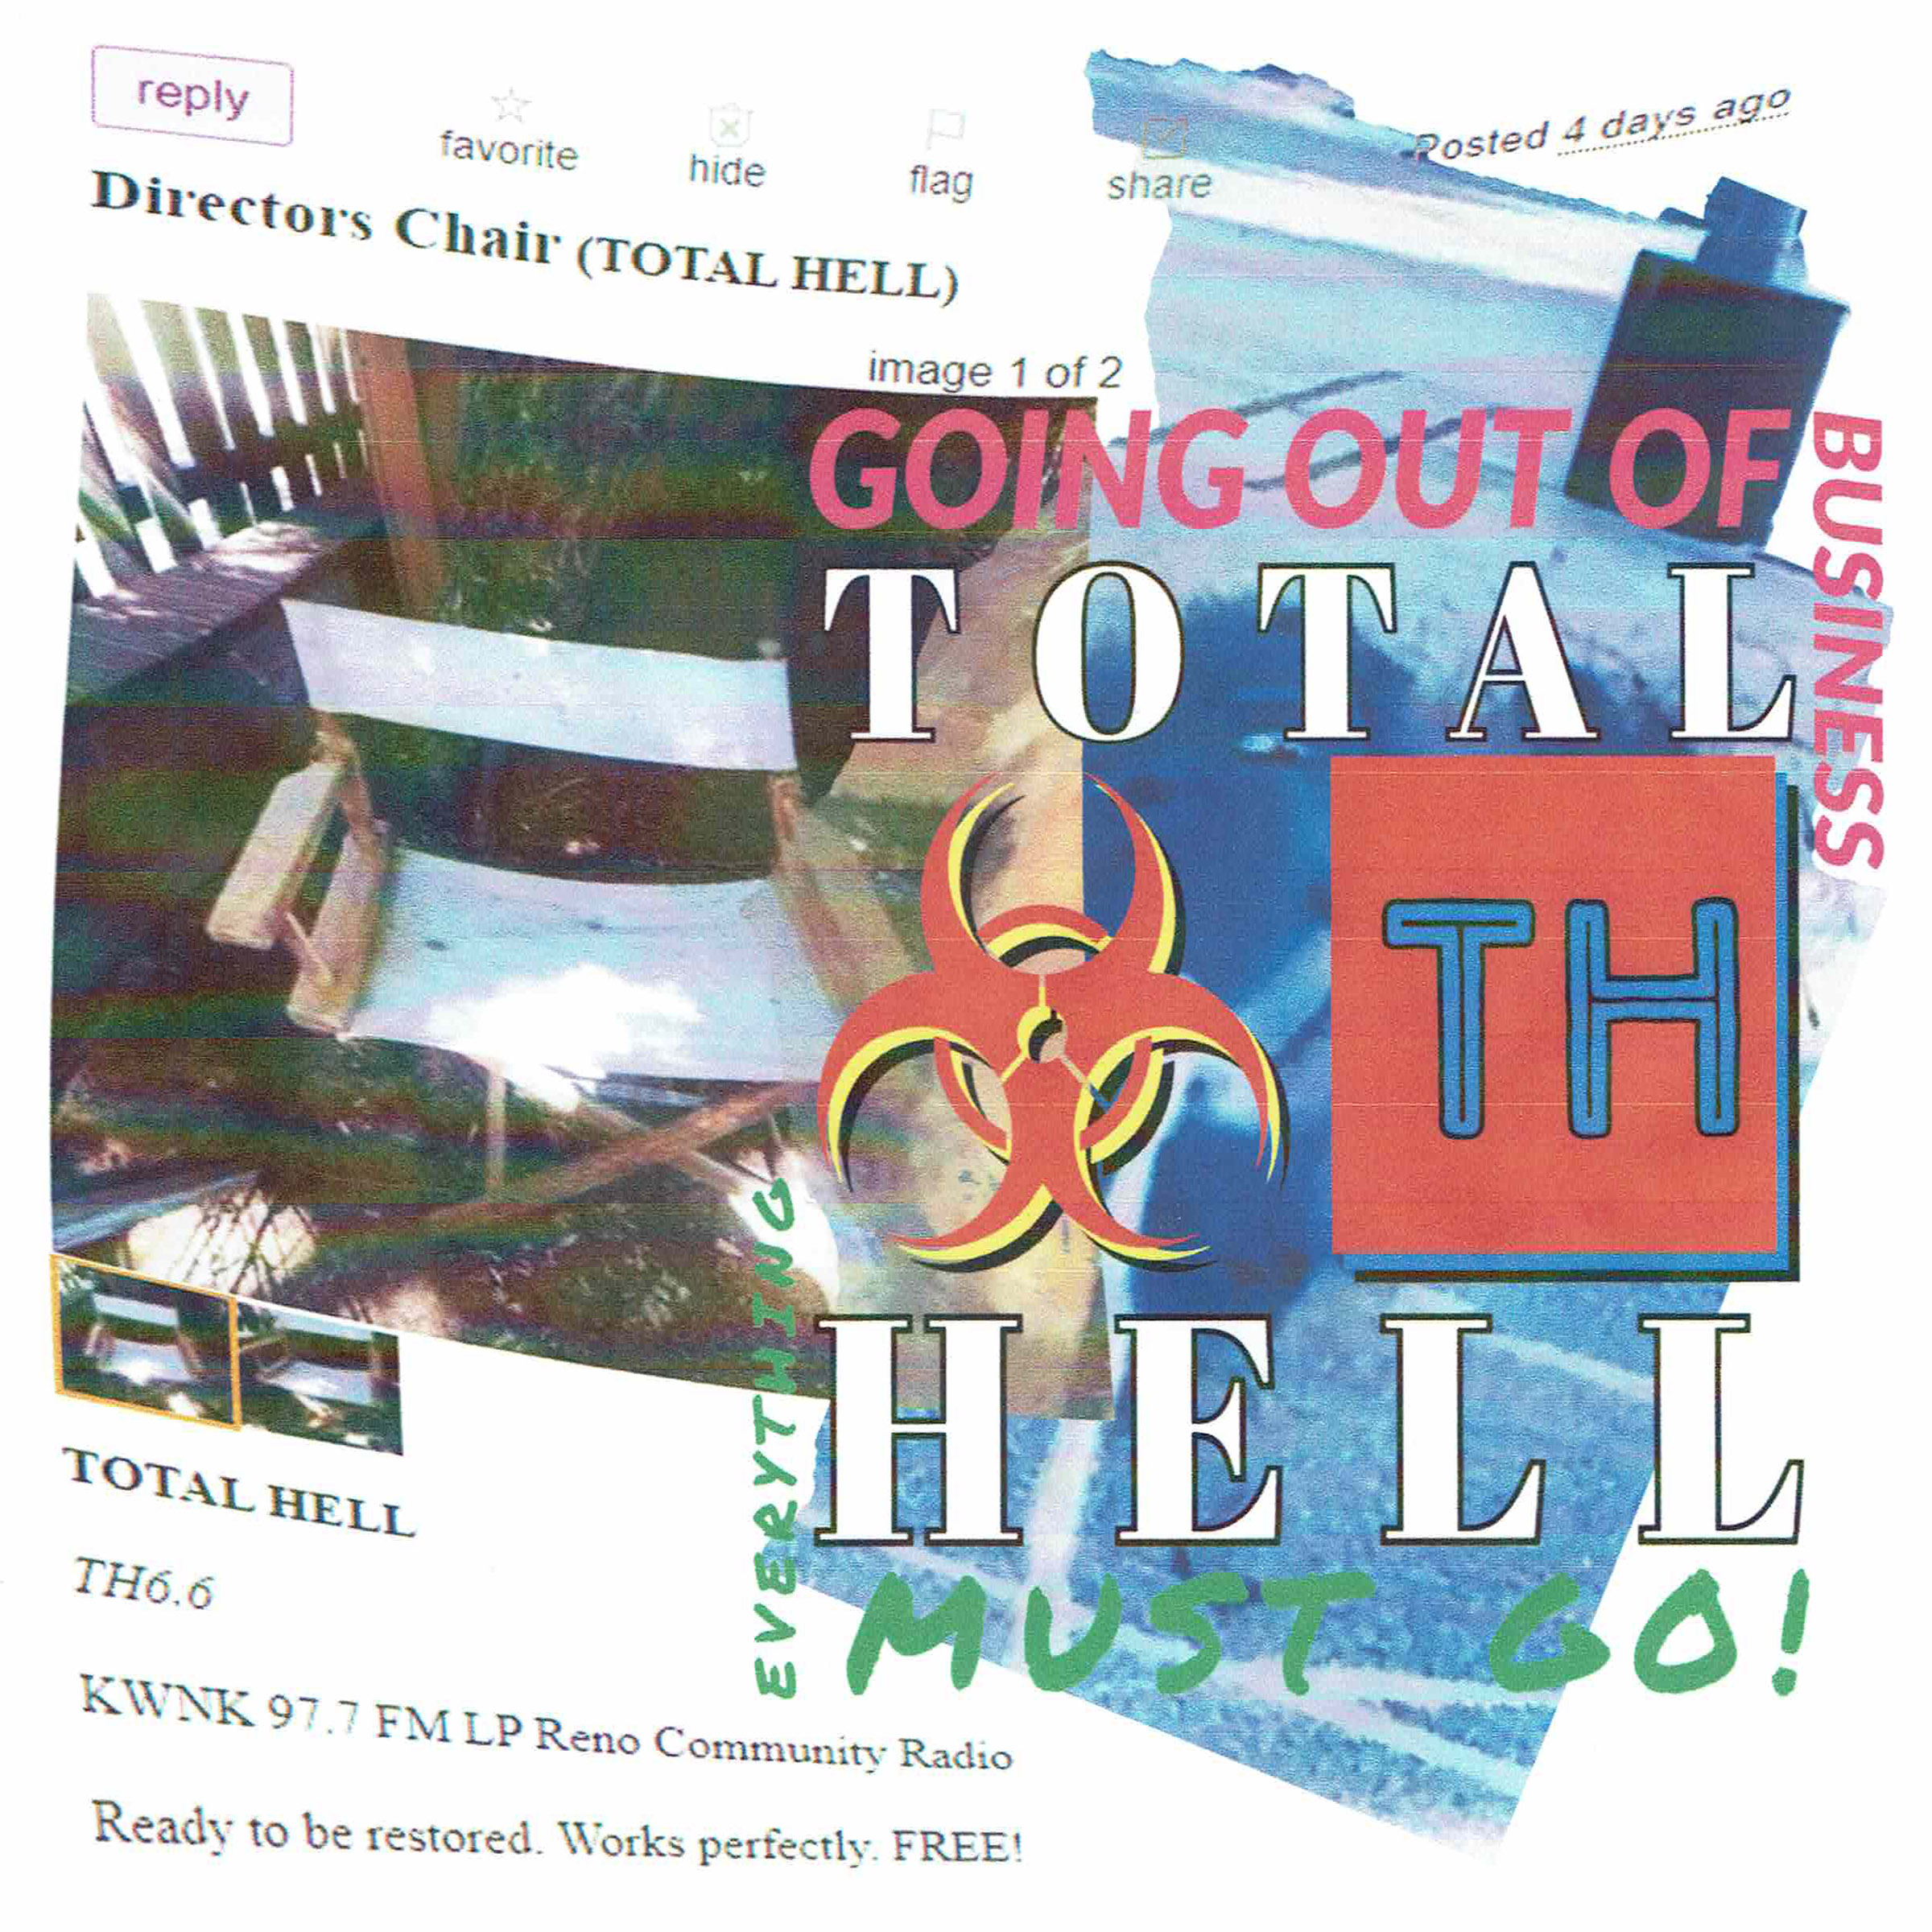 reply
favorite
hide
flag
share
Posted 4 days ago
Directors Chair (TOTAL HELL)
image 1 of 2
GOING OUT OF
BUSINESS
TOTAL
TH
HELL
EVERYTHING
MUST GO!
TOTAL HELL
TH6.6
KWNK 97.7 FM LP Reno Community Radio
Ready to be restored. Works perfectly. FREE!